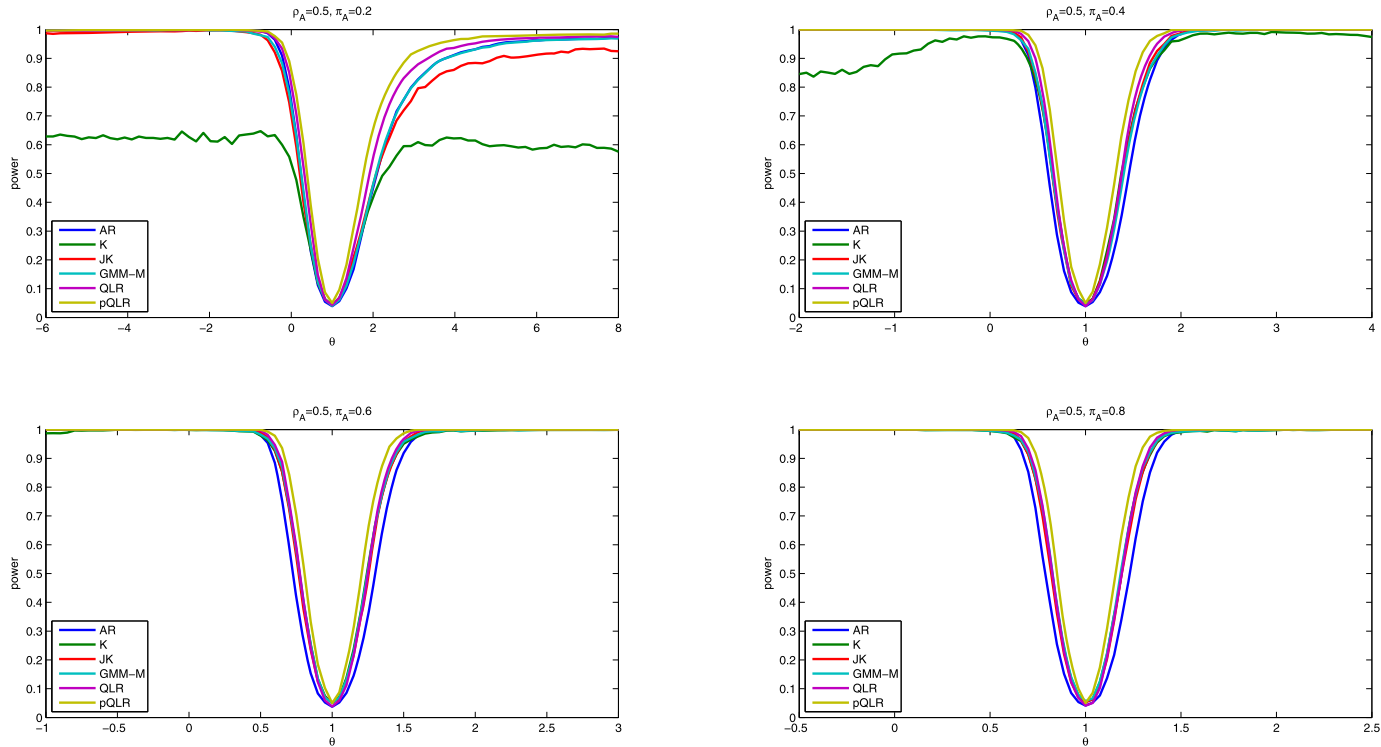 ρA=0.5, πA=0.2
1
0.9
0.8
0.7
0.6
0.5
0.4
0.3
0.2
0.1
0
power
AR
K
JK
GMM−M
QLR
pQLR
−6 −4 −2 0 2 4 6 8
θ
ρA=0.5, πA=0.4
1
0.9
0.8
0.7
0.6
0.5
0.4
0.3
0.2
0.1
0
power
AR
K
JK
GMM−M
QLR
pQLR
−2 −1 0 1 2 3 4
θ
ρA=0.5, πA=0.6
1
0.9
0.8
0.7
0.6
0.5
0.4
0.3
0.2
0.1
0
power
AR
K
JK
GMM−M
QLR
pQLR
−1 −0.5 0 0.5 1 1.5 2 2.5 3
θ
ρA=0.5, πA=0.8
1
0.9
0.8
0.7
0.6
0.5
0.4
0.3
0.2
0.1
0
power
AR
K
JK
GMM−M
QLR
pQLR
−0.5 0 0.5 1 1.5 2 2.5
θ